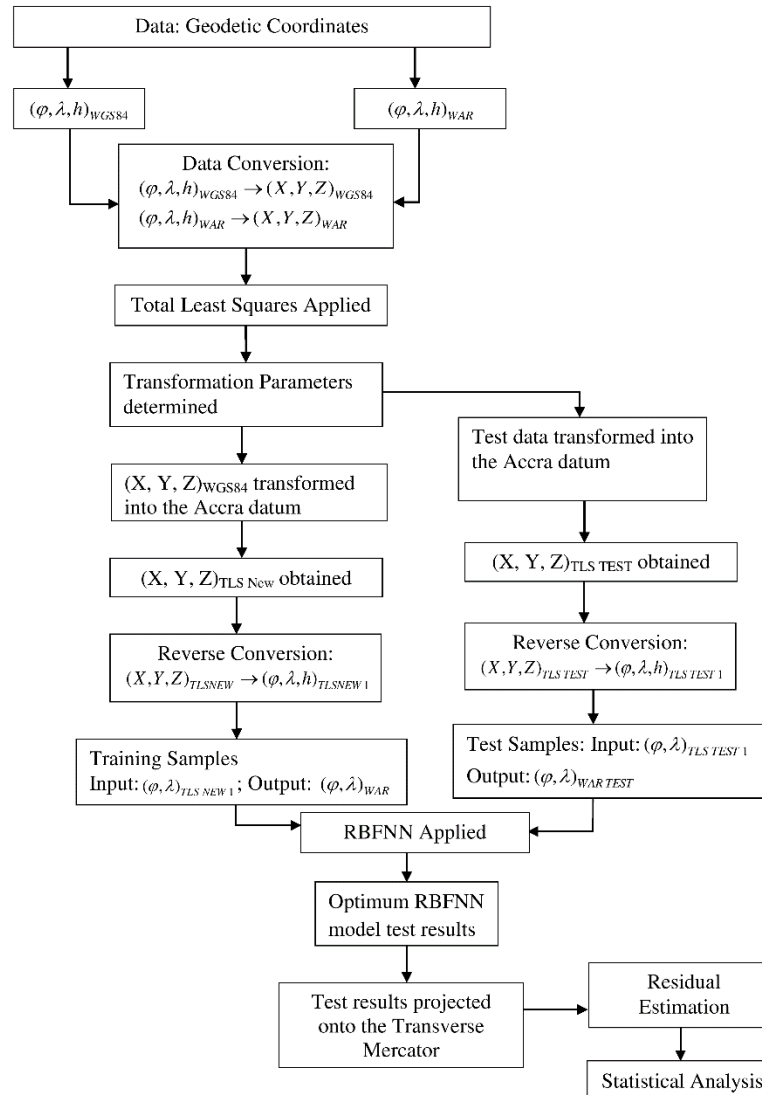 Data: Geodetic Coordinates
(φ, λ, h)WGS84
(φ, λ, h)WAR
Data Conversion:
(φ, λ, h)WGS84 → (X, Y, Z)WGS84
(φ, λ, h)WAR → (X, Y, Z)WAR
Total Least Squares Applied
Transformation Parameters
determined
Test data transformed into
the Accra datum
(X, Y, Z)WGS84 transformed
into the Accra datum
(X, Y, Z)TLS New obtained
(X, Y, Z)TLS TEST obtained
Reverse Conversion:
(X,Y,Z)TLSNEW → (φ, λ, h)TLSNEW 1
Reverse Conversion:
(X,Y,Z)TLS TEST → (φ, λ, h)TLS TEST 1
Training Samples
Input: (φ, λ)TLS NEW 1; Output: (φ, λ)WAR
Test Samples: Input: (φ, λ)TLS TEST 1
Output: (φ, λ)WAR TEST
RBFNN Applied
Optimum RBFNN
model test results
Test results projected
onto the Transverse
Mercator
Residual
Estimation
Statistical Analysis